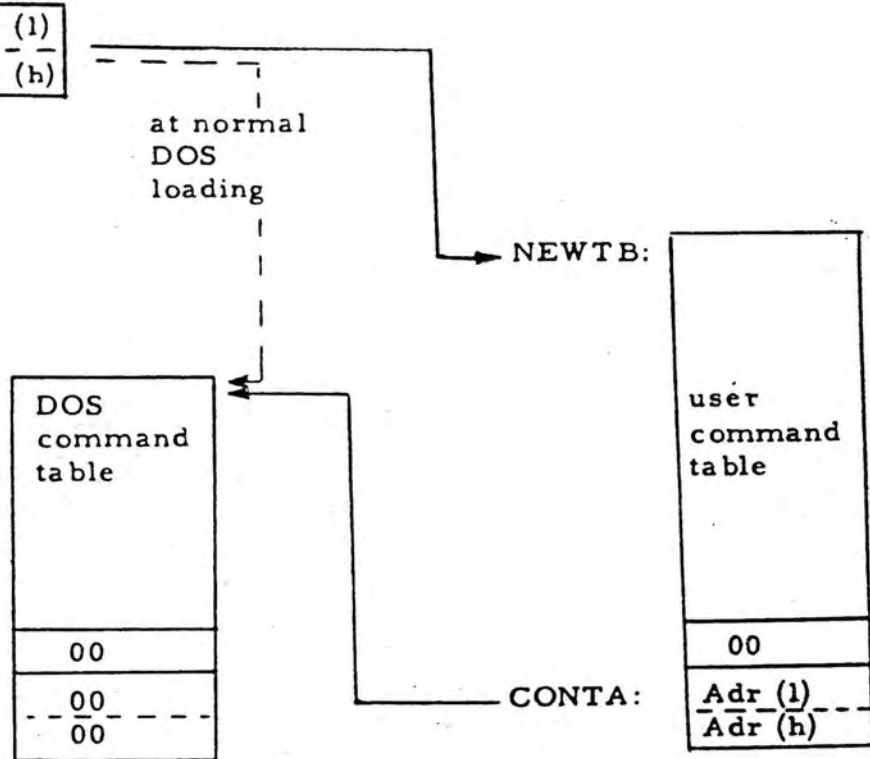 (l)
(h)
at normal
DOS
loading
NEWTB:
DOS
command
table
user
command
table
00
00
00
00
CONTA:
Adr (l)
Adr (h)